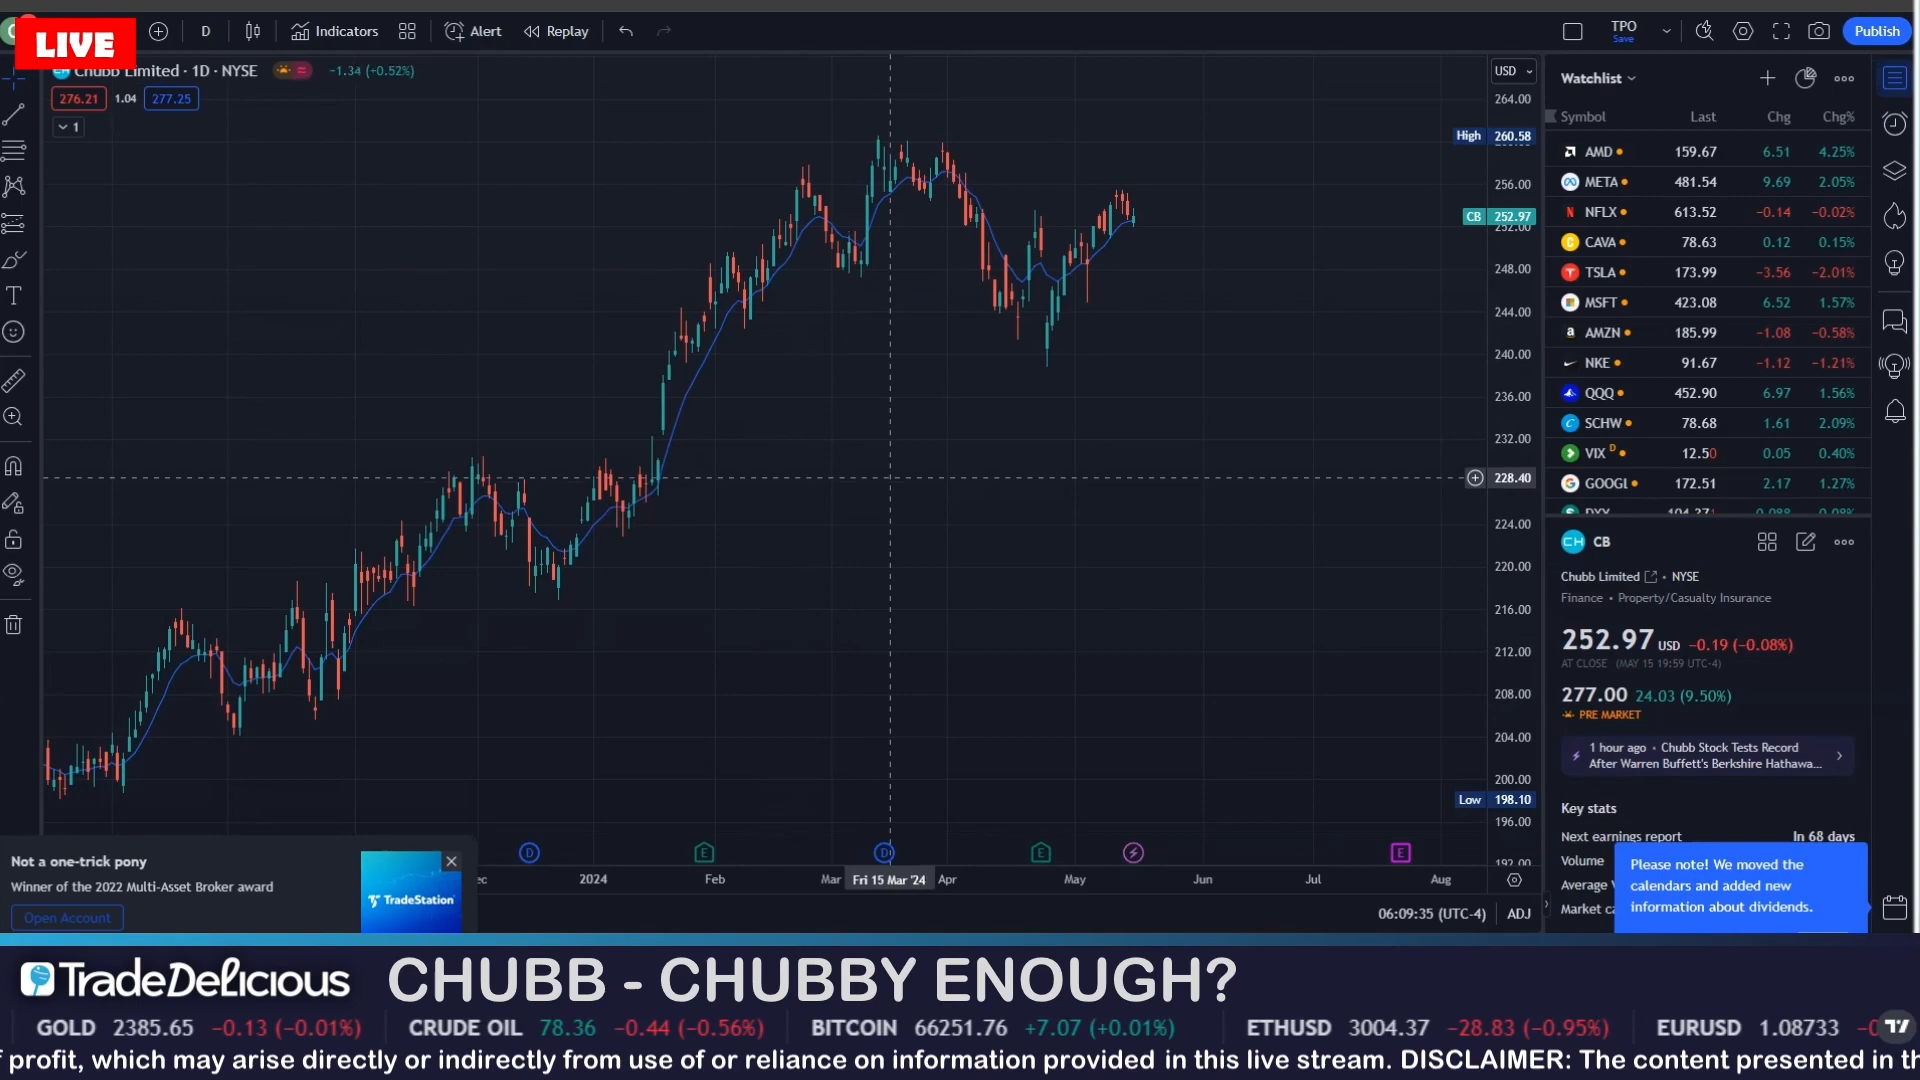 LIVE
D
Indicators
Alert
Replay
TPO
Save
Publish
Chubb Limited · 1D · NYSE
−1.34 (+0.52%)
276.21 1.04 277.25
1
USD
264.00
High 260.58
256.00
CB 252.97
252.00
248.00
244.00
240.00
236.00
232.00
228.40
224.00
220.00
216.00
212.00
208.00
204.00
200.00
Low 198.10
196.00
192.00
D E D E E
2024 Feb Mar Fri 15 Mar '24 Apr May Jun Jul Aug
06:09:35 (UTC-4) ADJ
Not a one-trick pony
Winner of the 2022 Multi-Asset Broker award
Open Account
TradeStation
Watchlist
Symbol Last Chg Chg%
AMD 159.67 6.51 4.25%
META 481.54 9.69 2.05%
NFLX 613.52 −0.14 −0.02%
CAVA 78.63 0.12 0.15%
TSLA 173.99 −3.56 −2.01%
MSFT 423.08 6.52 1.57%
AMZN 185.99 −1.08 −0.58%
NKE 91.67 −1.12 −1.21%
QQQ 452.90 6.97 1.56%
SCHW 78.68 1.61 2.09%
VIX D 12.50 0.05 0.40%
GOOGL 172.51 2.17 1.27%
CH CB
Chubb Limited • NYSE
Finance • Property/Casualty Insurance
252.97 USD −0.19 (−0.08%)
AT CLOSE (MAY 15 19:59 UTC-4)
277.00 24.03 (9.50%)
PRE MARKET
1 hour ago • Chubb Stock Tests Record
After Warren Buffett's Berkshire Hathawa...
Key stats
Next earnings report In 68 days
Volume
Average
Market
Please note! We moved the
calendars and added new
information about dividends.
TradeDelicious
CHUBB - CHUBBY ENOUGH?
GOLD 2385.65 −0.13 (−0.01%) CRUDE OIL 78.36 −0.44 (−0.56%) BITCOIN 66251.76 +7.07 (+0.01%) ETHUSD 3004.37 −28.83 (−0.95%) EURUSD 1.08733
f profit, which may arise directly or indirectly from use of or reliance on information provided in this live stream. DISCLAIMER: The content presented in th